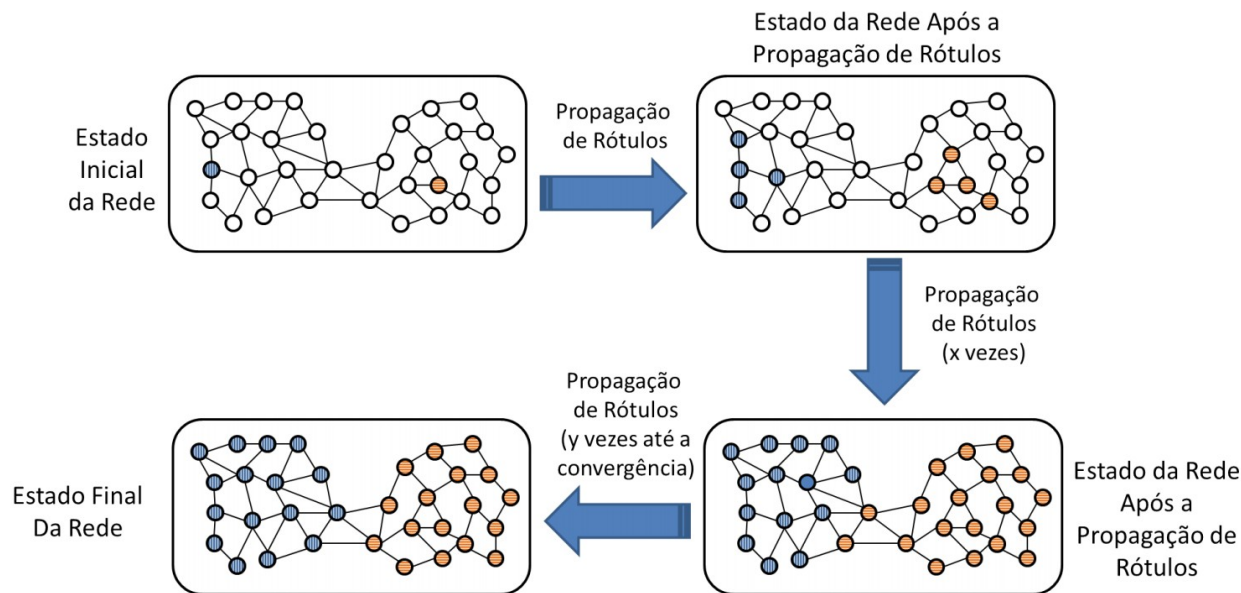 Estado
Inicial
da Rede
Propagação
de Rótulos
Estado da Rede Após a
Propagação de Rótulos
Propagação
de Rótulos
(x vezes)
Estado da Rede
Após a
Propagação de
Rótulos
Propagação
de Rótulos
(y vezes até a
convergência)
Estado Final
Da Rede